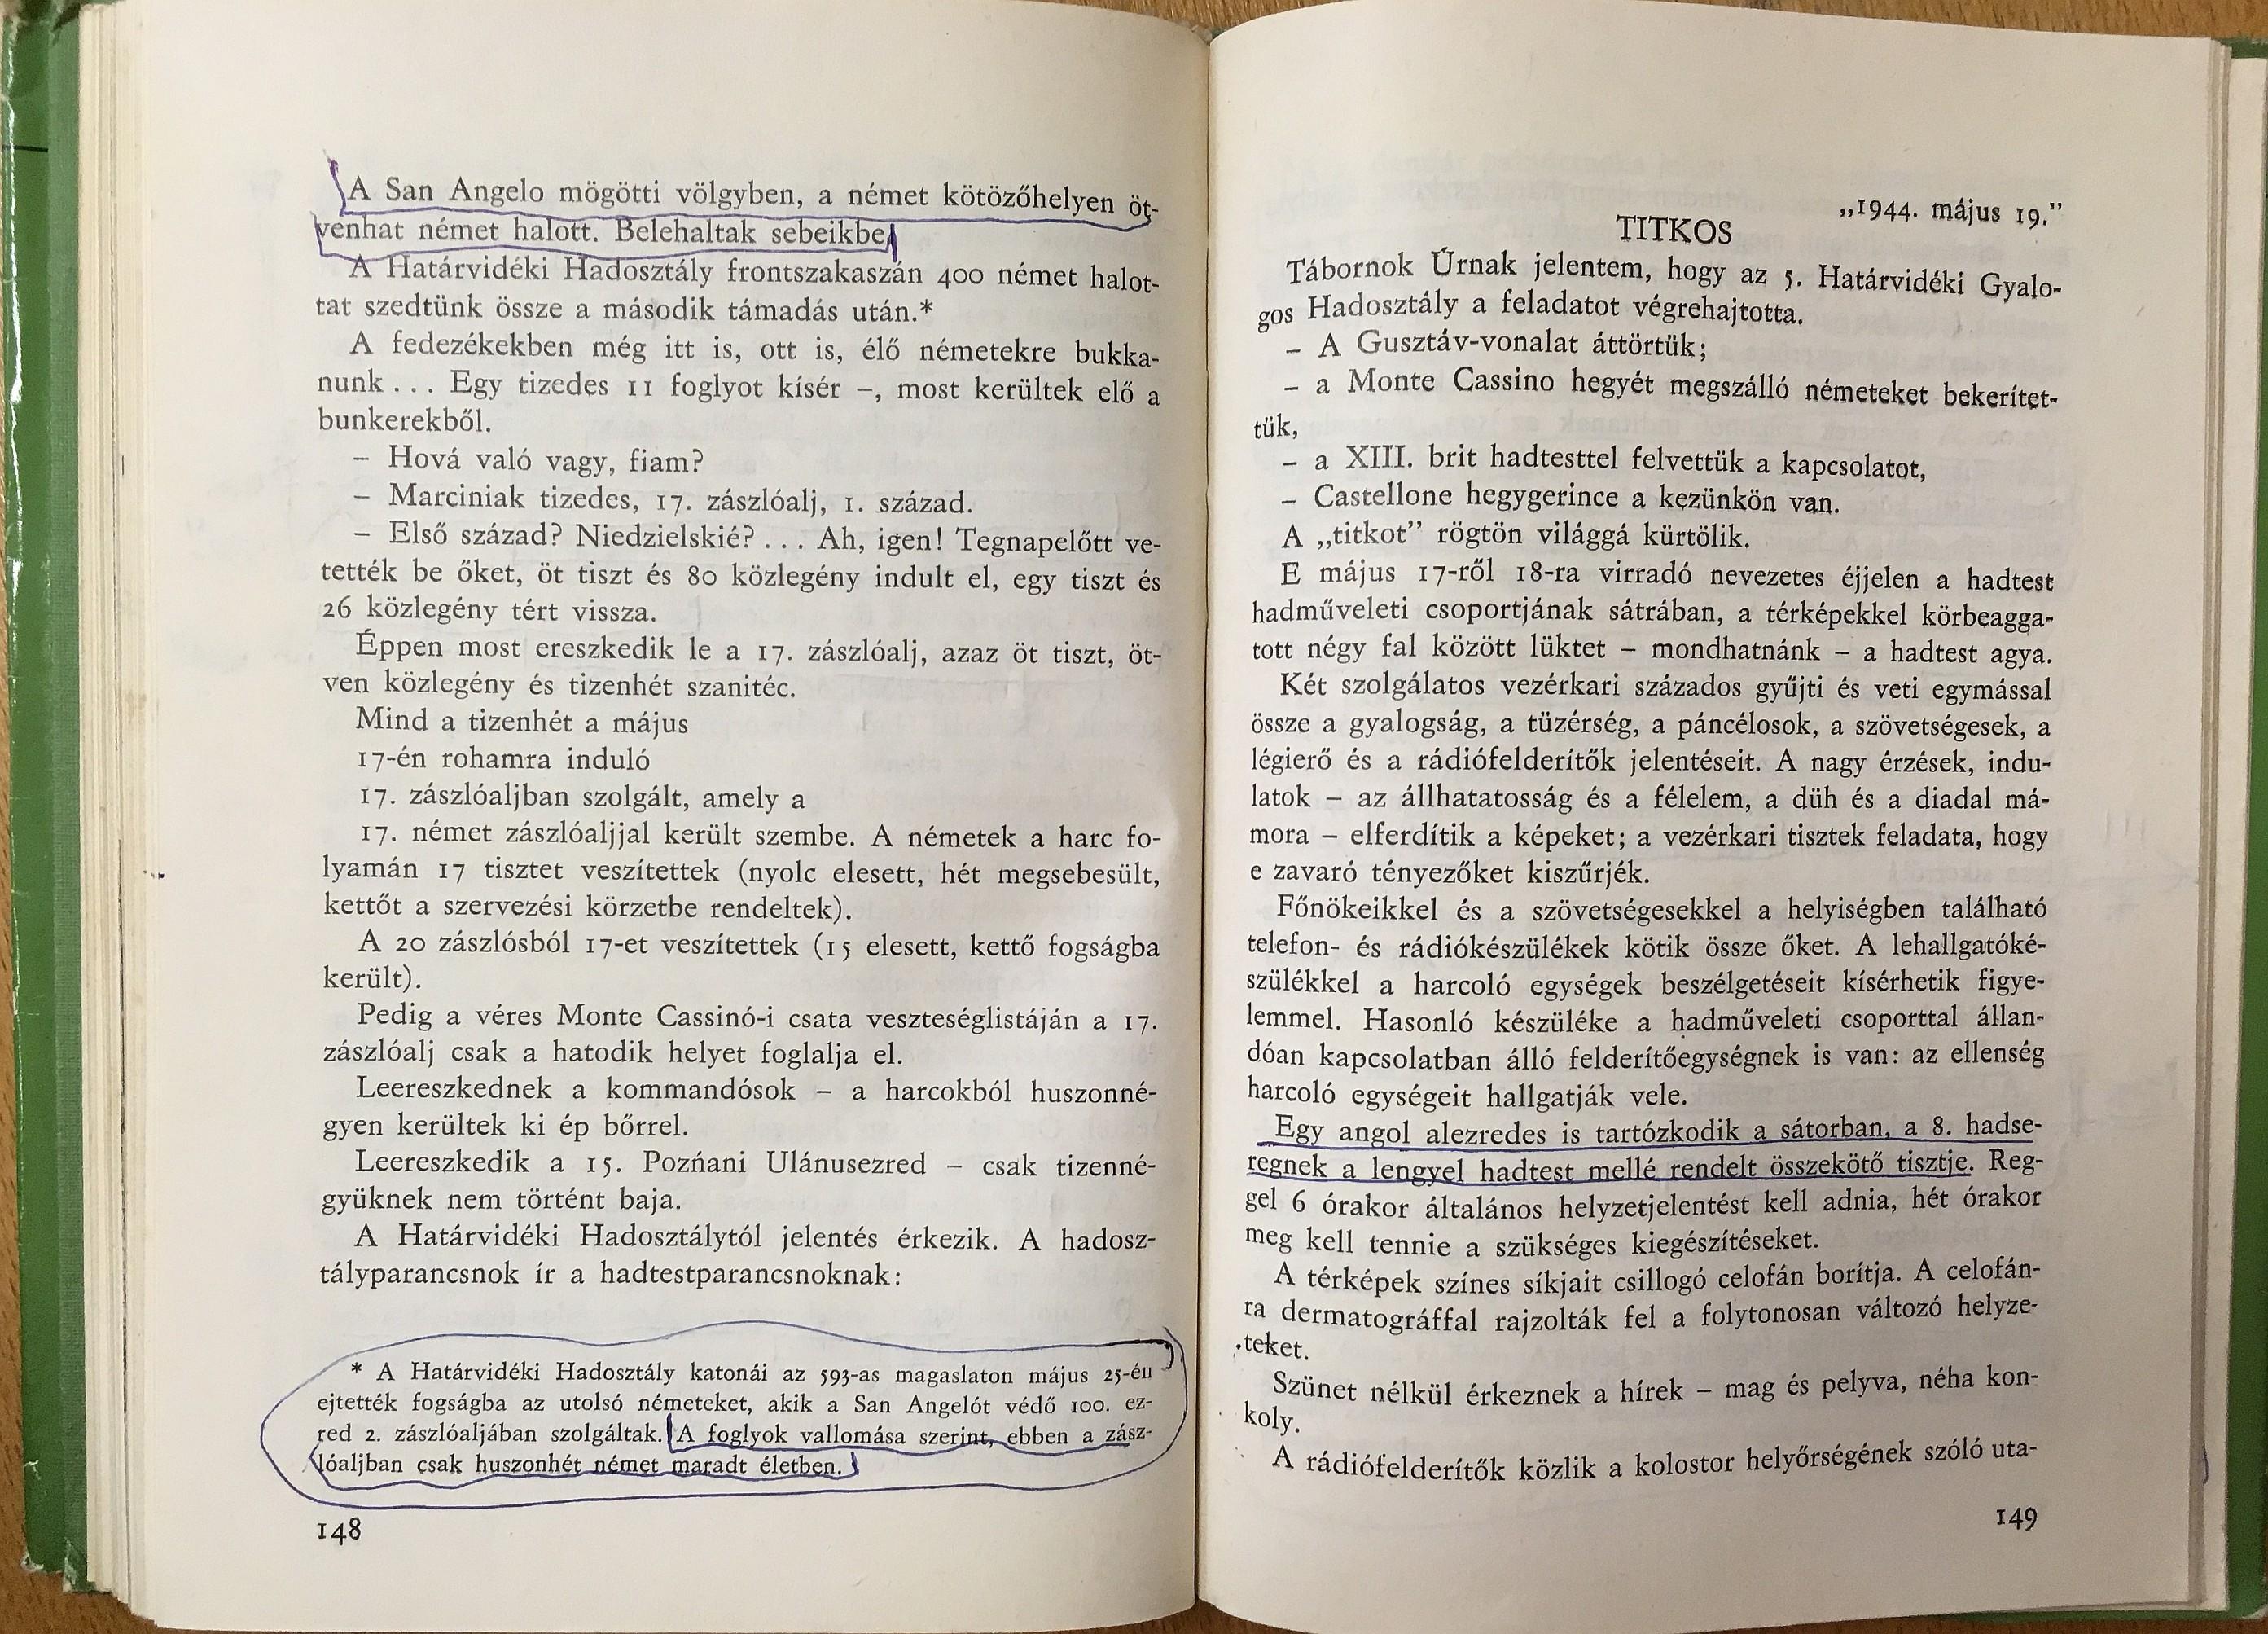 A San Angelo mögötti völgyben, a német kötözőhelyen öt-
venhat német halott. Belehaltak sebeikbe.
A Határvidéki Hadosztály frontszakaszán 400 német halot-
tat szedtünk össze a második támadás után.*
A fedezékekben még itt is, ott is, élő németekre bukka-
nunk... Egy tizedes 11 foglyot kísér –, most kerültek elő a
bunkerekből.
– Hová való vagy, fiam?
– Marciniak tizedes, 17. zászlóalj, 1. század.
– Első század? Niedzielskié?... Ah, igen! Tegnapelőtt ve-
tették be őket, öt tiszt és 80 közlegény indult el, egy tiszt és
26 közlegény tért vissza.
Éppen most ereszkedik le a 17. zászlóalj, azaz öt tiszt, öt-
ven közlegény és tizenhét szanitéc.
Mind a tizenhét a május
17-én rohamra induló
17. zászlóaljban szolgált, amely a
17. német zászlóaljjal került szembe. A németek a harc fo-
lyamán 17 tisztet veszítettek (nyolc elesett, hét megsebesült,
kettőt a szervezési körzetbe rendeltek).
A 20 zászlósból 17-et veszítettek (15 elesett, kettő fogságba
került).
Pedig a véres Monte Cassinó-i csata veszteséglistáján a 17.
zászlóalj csak a hatodik helyet foglalja el.
Leereszkednek a kommandósok – a harcokból huszonné-
gyen kerültek ki ép bőrrel.
Leereszkedik a 15. Pozńani Ulánusezred – csak tizenné-
gyüknek nem történt baja.
A Határvidéki Hadosztálytól jelentés érkezik. A hadosz-
tályparancsnok ír a hadtestparancsnoknak:
* A Határvidéki Hadosztály katonái az 593-as magaslaton május 25-én
ejtették fogságba az utolsó németeket, akik a San Angelót védő 100. ez-
red 2. zászlóaljában szolgáltak. A foglyok vallomása szerint, ebben a zász-
lóaljban csak huszonhét német maradt életben.
148
„1944. május 19.”
TITKOS
Tábornok Úrnak jelentem, hogy az 5. Határvidéki Gyalo-
gos Hadosztály a feladatot végrehajtotta.
– A Gusztáv-vonalat áttörtük;
– a Monte Cassino hegyét megszálló németeket bekerítet-
tük,
– a XIII. brit hadtesttel felvettük a kapcsolatot,
– Castellone hegygerince a kezünkön van.
A „titkot” rögtön világgá kürtölik.
E május 17-ről 18-ra virradó nevezetes éjjelen a hadtest
hadműveleti csoportjának sátrában, a térképekkel körbeagga-
tott négy fal között lüktet – mondhatnánk – a hadtest agya.
Két szolgálatos vezérkari százados gyűjti és veti egymással
össze a gyalogság, a tüzérség, a páncélosok, a szövetségesek, a
légierő és a rádiófelderítők jelentéseit. A nagy érzések, indu-
latok – az állhatatosság és a félelem, a düh és a diadal má-
mora – elferdítik a képeket; a vezérkari tisztek feladata, hogy
e zavaró tényezőket kiszűrjék.
Főnökeikkel és a szövetségesekkel a helyiségben található
telefon- és rádiókészülékek kötik össze őket. A lehallgatóké-
szülékkel a harcoló egységek beszélgetéseit kísérhetik figye-
lemmel. Hasonló készüléke a hadműveleti csoporttal állan-
dóan kapcsolatban álló felderítőegységnek is van: az ellenség
harcoló egységeit hallgatják vele.
Egy angol alezredes is tartózkodik a sátorban, a 8. hadse-
regnek a lengyel hadtest mellé rendelt összekötő tisztje. Reg-
gel 6 órakor általános helyzetjelentést kell adnia, hét órakor
meg kell tennie a szükséges kiegészítéseket.
A térképek színes síkjait csillogó celofán borítja. A celofán-
ra dermatográffal rajzolták fel a folytonosan változó helyze-
teket.
Szünet nélkül érkeznek a hírek – mag és pelyva, néha kon-
koly.
A rádiófelderítők közlik a kolostor helyőrségének szóló uta-
149